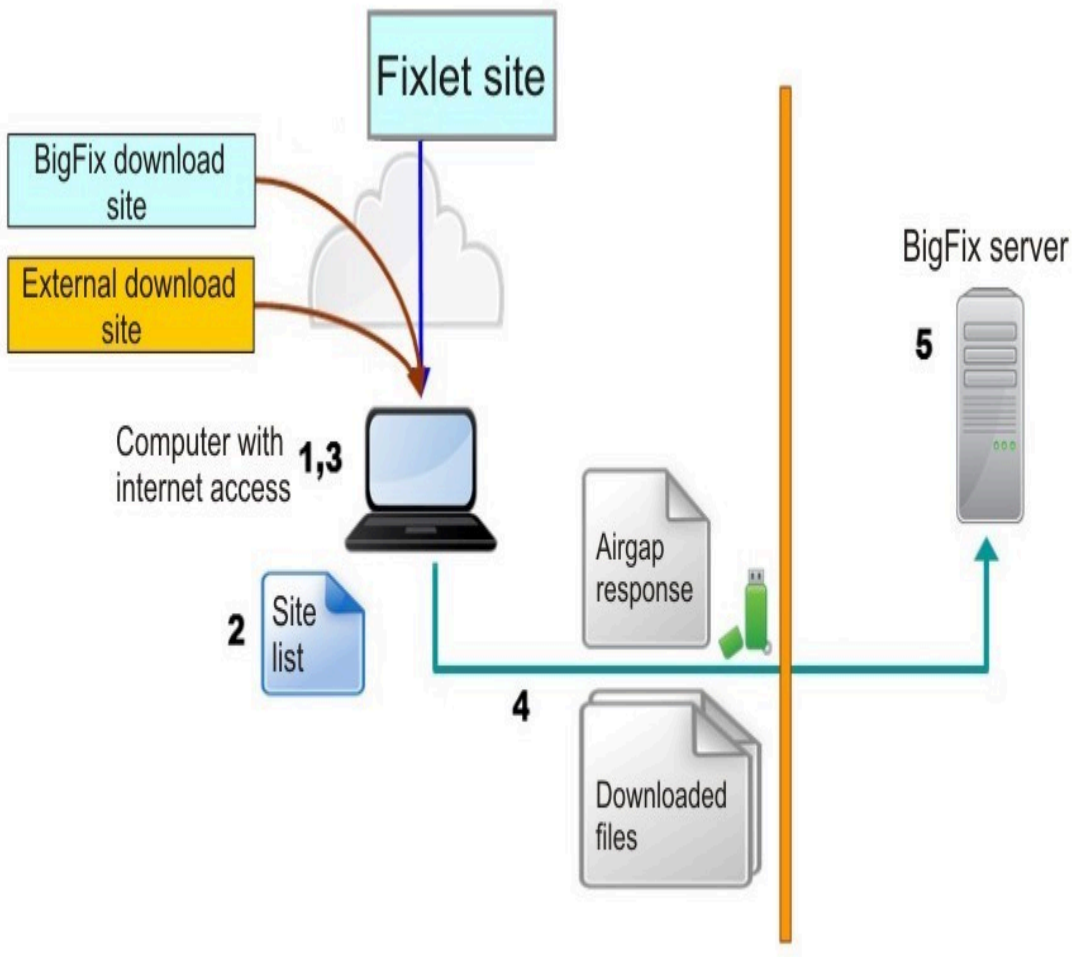 Fixlet site
BigFix download
site
External download
site
BigFix server
5
Computer with
internet access
1,3
Airgap
response
2
Site
list
4
Downloaded
files